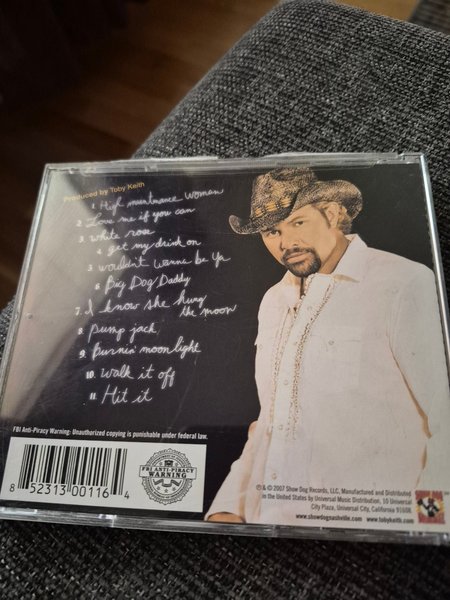 Produced by Toby Keith
1. High maintnance woman
2. Love me if you can
3. White rose
4. get my drink on
5. wouldn't wanna be ya
6. Big Dog Daddy
7. I know she hung
the moon
8. Pump jack
9. Burnin' moonlight
10. Walk it off
11. Hit it
FBI Anti-Piracy Warning: Unauthorized copying is punishable under federal law.
8 52313 00116 4
FBI ANTI-PIRACY
WARNING
℗ & © 2007 Show Dog Records, LLC, Manufactured and Distributed
in the United States by Universal Music Distribution, 10 Universal
City Plaza, Universal City, California 91608
www.showdognashville.com www.tobykeith.com